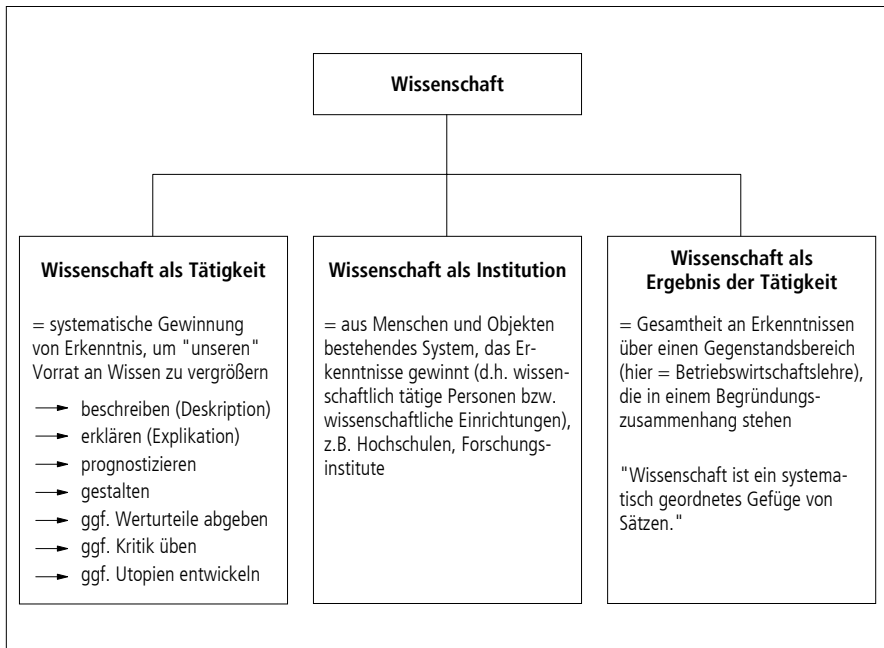 Wissenschaft
Wissenschaft als Tätigkeit
= systematische Gewinnung
von Erkenntnis, um "unseren"
Vorrat an Wissen zu vergrößern
→ beschreiben (Deskription)
→ erklären (Explikation)
→ prognostizieren
→ gestalten
→ ggf. Werturteile abgeben
→ ggf. Kritik üben
→ ggf. Utopien entwickeln
Wissenschaft als Institution
= aus Menschen und Objekten
bestehendes System, das Er-
kenntnisse gewinnt (d.h. wissen-
schaftlich tätige Personen bzw.
wissenschaftliche Einrichtungen),
z.B. Hochschulen, Forschungs-
institute
Wissenschaft als
Ergebnis der Tätigkeit
= Gesamtheit an Erkenntnissen
über einen Gegenstandsbereich
(hier = Betriebswirtschaftslehre),
die in einem Begründungs-
zusammenhang stehen
"Wissenschaft ist ein systema-
tisch geordnetes Gefüge von
Sätzen."